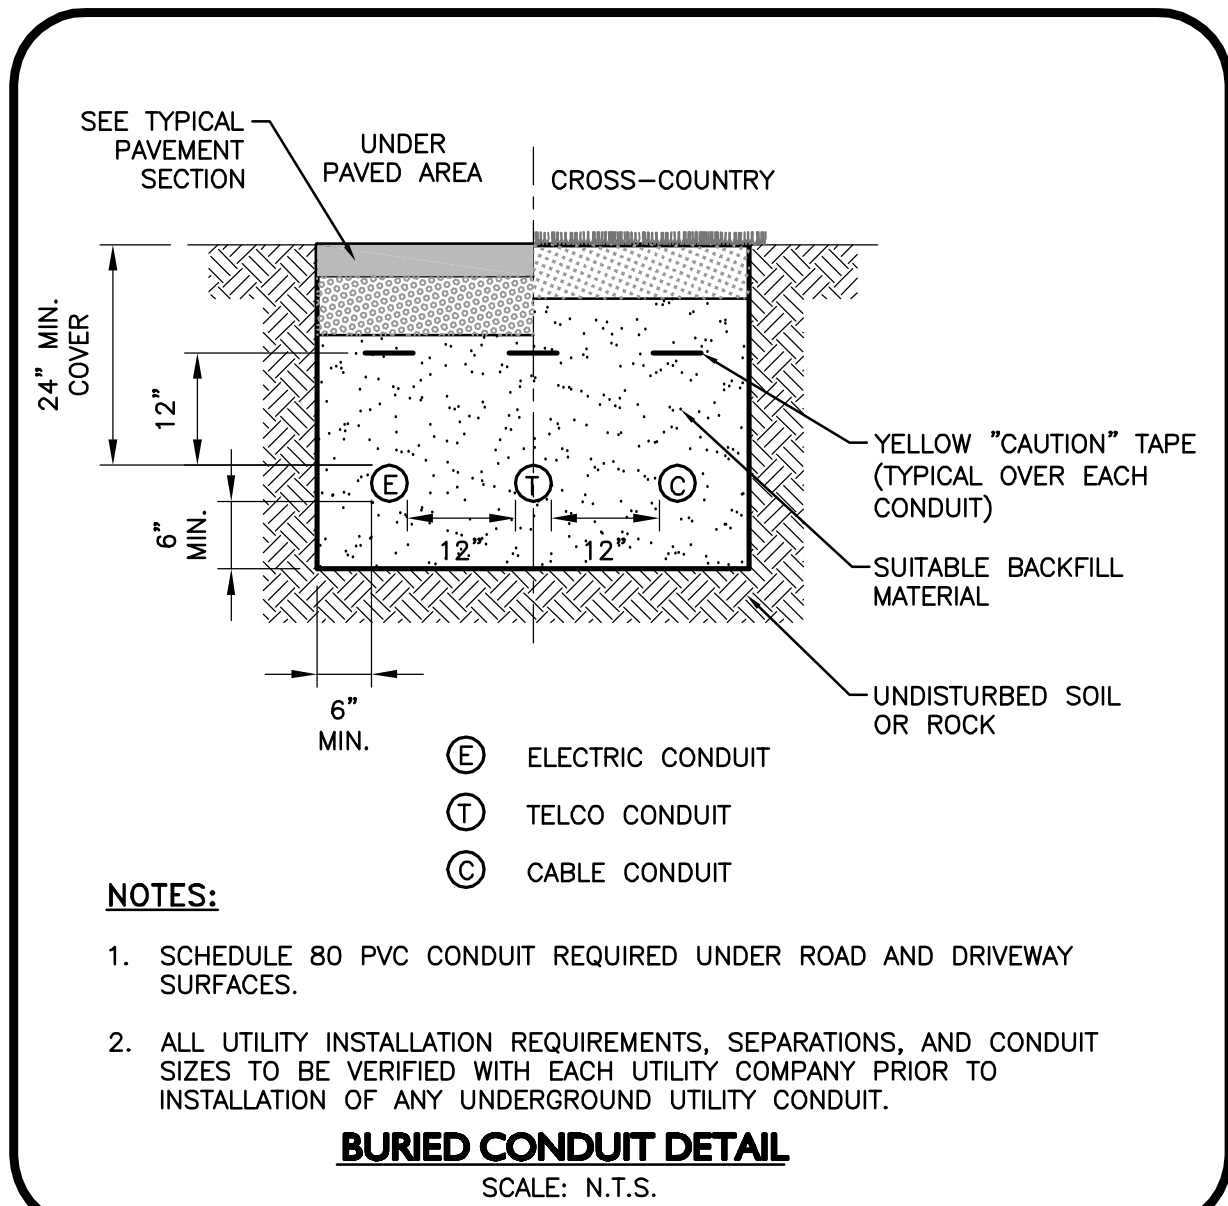 SEE TYPICAL
PAVEMENT
SECTION
UNDER
PAVED AREA
CROSS-COUNTRY
24" MIN.
COVER
12"
6"
MIN.
E
T
C
12"
12"
6"
MIN.
YELLOW "CAUTION" TAPE
(TYPICAL OVER EACH
CONDUIT)
SUITABLE BACKFILL
MATERIAL
UNDISTURBED SOIL
OR ROCK
E ELECTRIC CONDUIT
T TELCO CONDUIT
C CABLE CONDUIT
NOTES:
1. SCHEDULE 80 PVC CONDUIT REQUIRED UNDER ROAD AND DRIVEWAY
SURFACES.
2. ALL UTILITY INSTALLATION REQUIREMENTS, SEPARATIONS, AND CONDUIT
SIZES TO BE VERIFIED WITH EACH UTILITY COMPANY PRIOR TO
INSTALLATION OF ANY UNDERGROUND UTILITY CONDUIT.
BURIED CONDUIT DETAIL
SCALE: N.T.S.